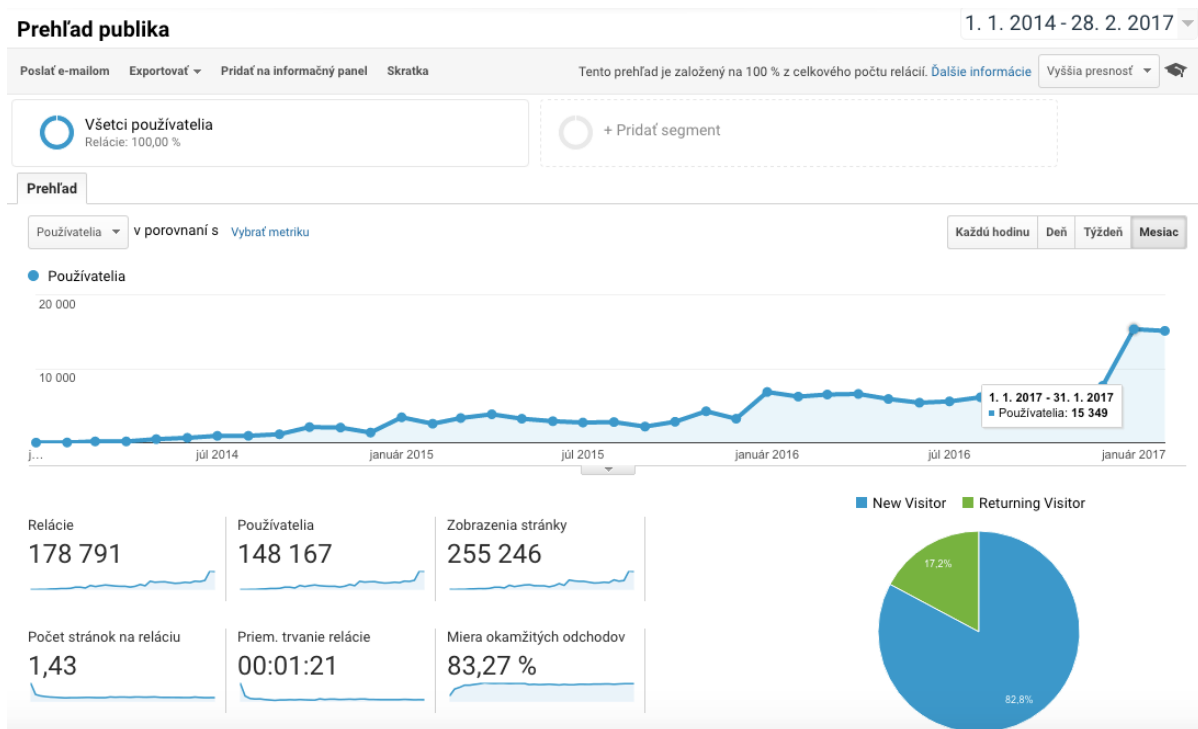 Prehľad publika
1. 1. 2014 - 28. 2. 2017
Poslať e-mailom Exportovať Pridať na informačný panel Skratka
Tento prehľad je založený na 100 % z celkového počtu relácií. Ďalšie informácie Vyššia presnosť
Všetci používatelia
Relácie: 100,00 %
+ Pridať segment
Prehľad
Používatelia v porovnaní s Vybrať metriku
Každú hodinu Deň Týždeň Mesiac
Používatelia
20 000
10 000
1. 1. 2017 - 31. 1. 2017
Používatelia: 15 349
j... júl 2014 január 2015 júl 2015 január 2016 júl 2016 január 2017
New Visitor Returning Visitor
Relácie Používatelia Zobrazenia stránky
178 791 148 167 255 246
17,2%
Počet stránok na reláciu Priem. trvanie relácie Miera okamžitých odchodov
1,43 00:01:21 83,27 %
82,8%